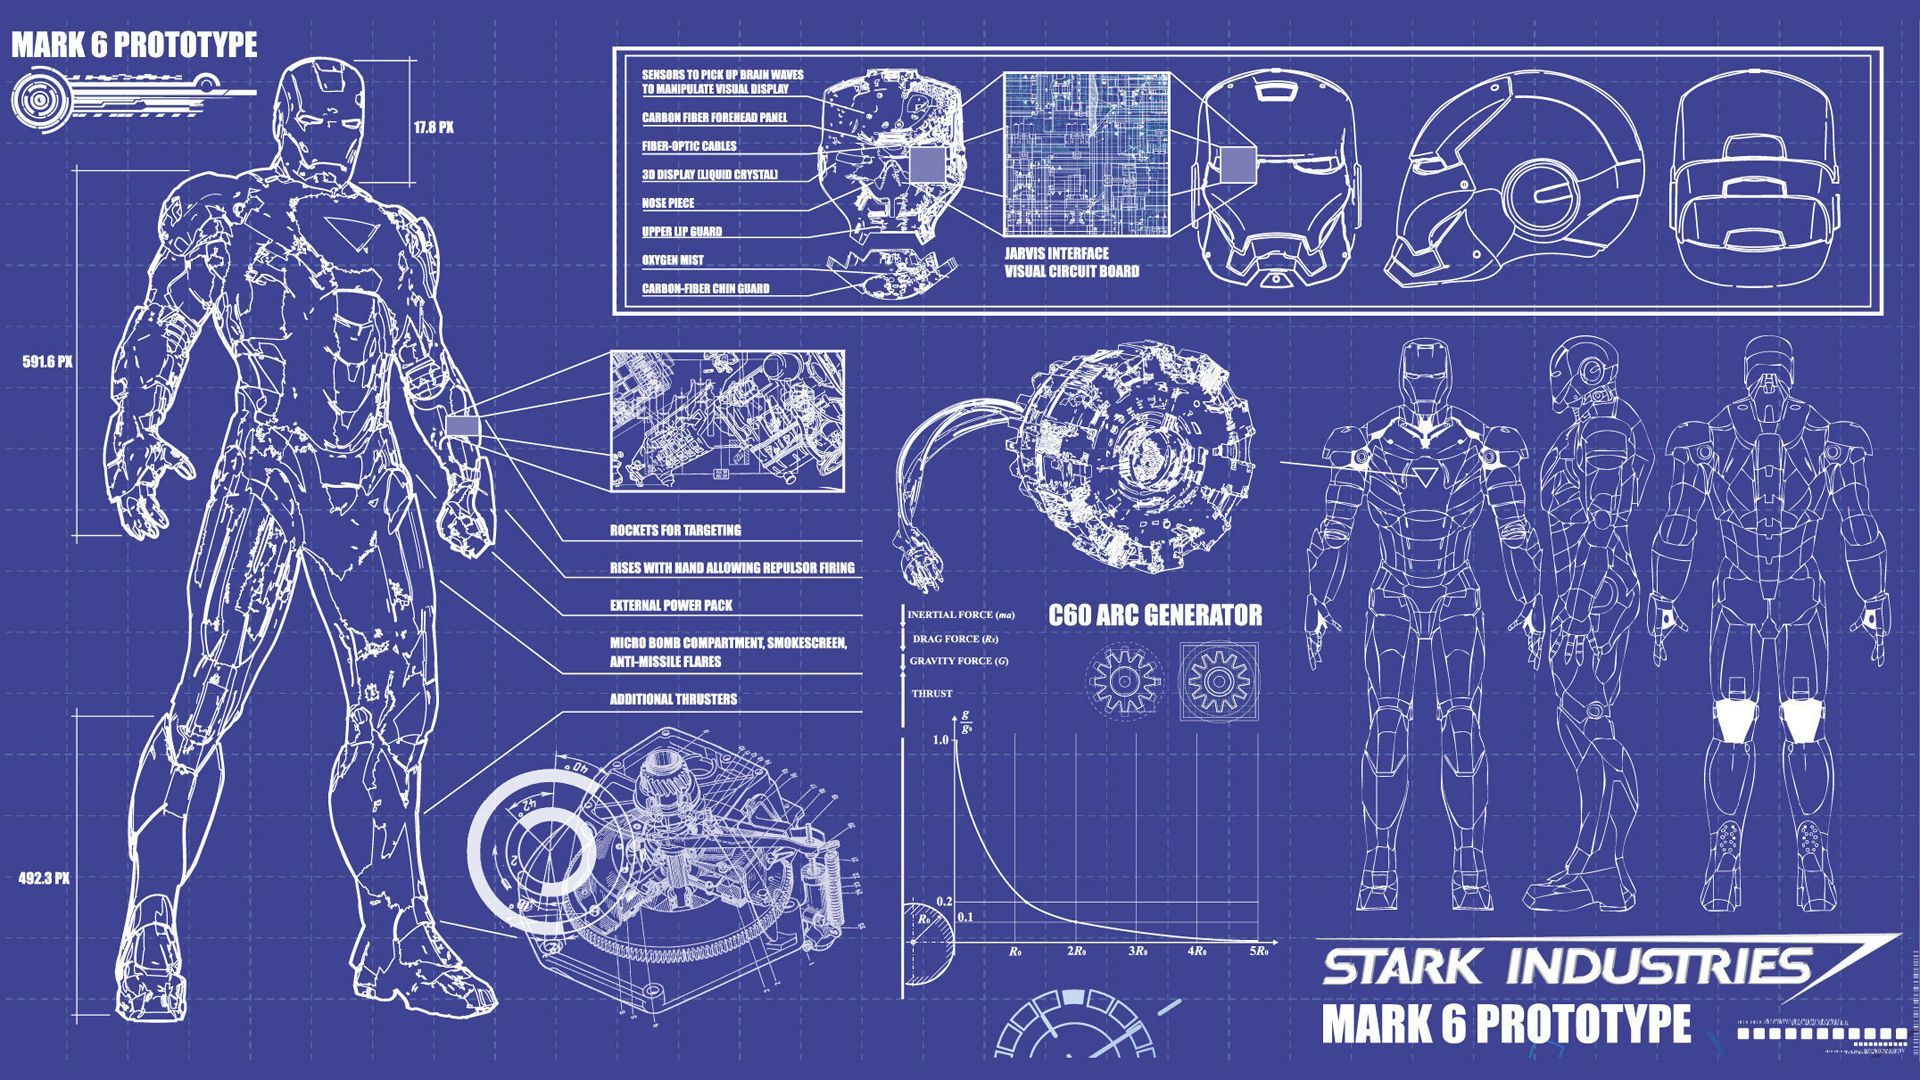 MARK 6 PROTOTYPE
17.8 PX
591.6 PX
492.3 PX
SENSORS TO PICK UP BRAIN WAVES
TO MANIPULATE VISUAL DISPLAY
CARBON FIBER FOREHEAD PANEL
FIBER-OPTIC CABLES
3D DISPLAY (LIQUID CRYSTAL)
NOSE PIECE
UPPER LIP GUARD
OXYGEN MIST
CARBON-FIBER CHIN GUARD
JARVIS INTERFACE
VISUAL CIRCUIT BOARD
ROCKETS FOR TARGETING
RISES WITH HAND ALLOWING REPULSOR FIRING
EXTERNAL POWER PACK
MICRO BOMB COMPARTMENT, SMOKESCREEN,
ANTI-MISSILE FLARES
ADDITIONAL THRUSTERS
40°
42°
C60 ARC GENERATOR
INERTIAL FORCE (ma)
DRAG FORCE (Rx)
GRAVITY FORCE (G)
THRUST
g
g₀
1.0
0.2
0.1
R₀
R₀ 2R₀ 3R₀ 4R₀ 5R₀
STARK INDUSTRIES
MARK 6 PROTOTYPE